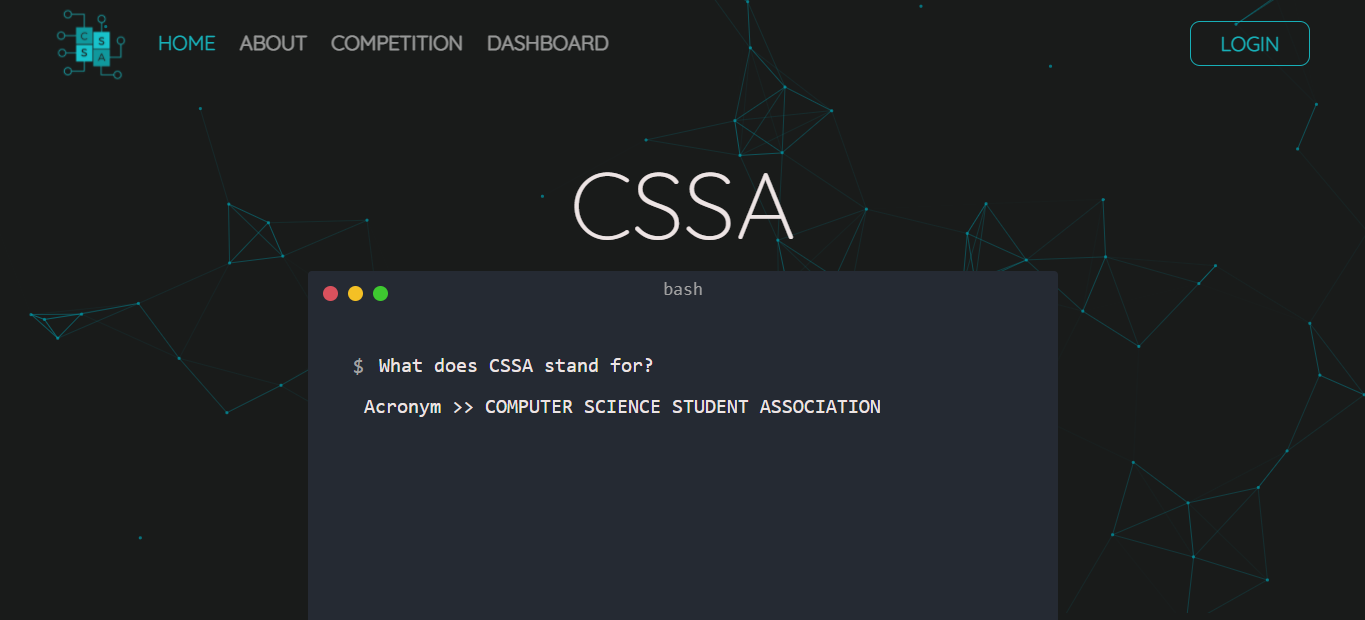 C S
S A
HOME ABOUT COMPETITION DASHBOARD LOGIN
CSSA
bash
$ What does CSSA stand for?
Acronym >> COMPUTER SCIENCE STUDENT ASSOCIATION